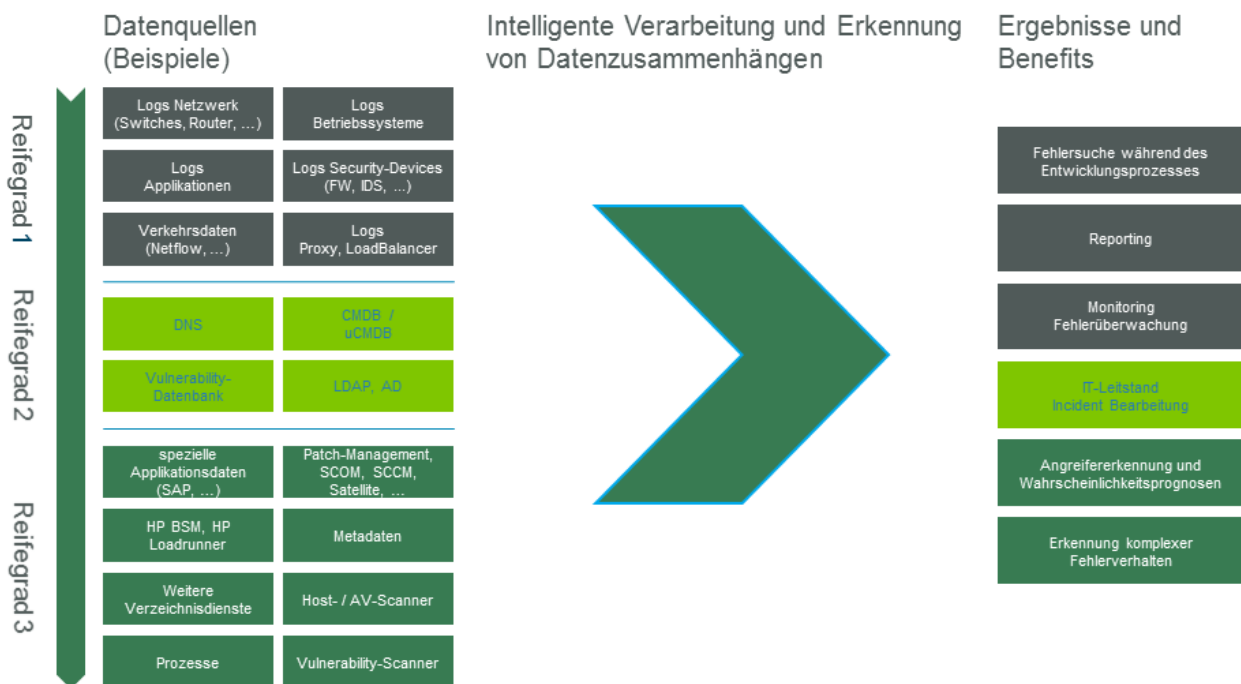 Datenquellen
(Beispiele)
Intelligente Verarbeitung und Erkennung
von Datenzusammenhängen
Ergebnisse und
Benefits
Reifegrad 1
Logs Netzwerk
(Switches, Router, ...)
Logs
Betriebssysteme
Logs
Applikationen
Logs Security-Devices
(FW, IDS, ...)
Verkehrsdaten
(Netflow, ...)
Logs
Proxy, LoadBalancer
Reifegrad 2
DNS
CMDB /
uCMDB
Vulnerability-
Datenbank
LDAP, AD
Reifegrad 3
spezielle
Applikationsdaten
(SAP, ...)
Patch-Management,
SCOM, SCCM,
Satellite, ...
HP BSM, HP
Loadrunner
Metadaten
Weitere
Verzeichnisdienste
Host- / AV-Scanner
Prozesse
Vulnerability-Scanner
Fehlersuche während des
Entwicklungsprozesses
Reporting
Monitoring
Fehlerüberwachung
IT-Leitstand
Incident Bearbeitung
Angreifererkennung und
Wahrscheinlichkeitsprognosen
Erkennung komplexer
Fehlerverhalten